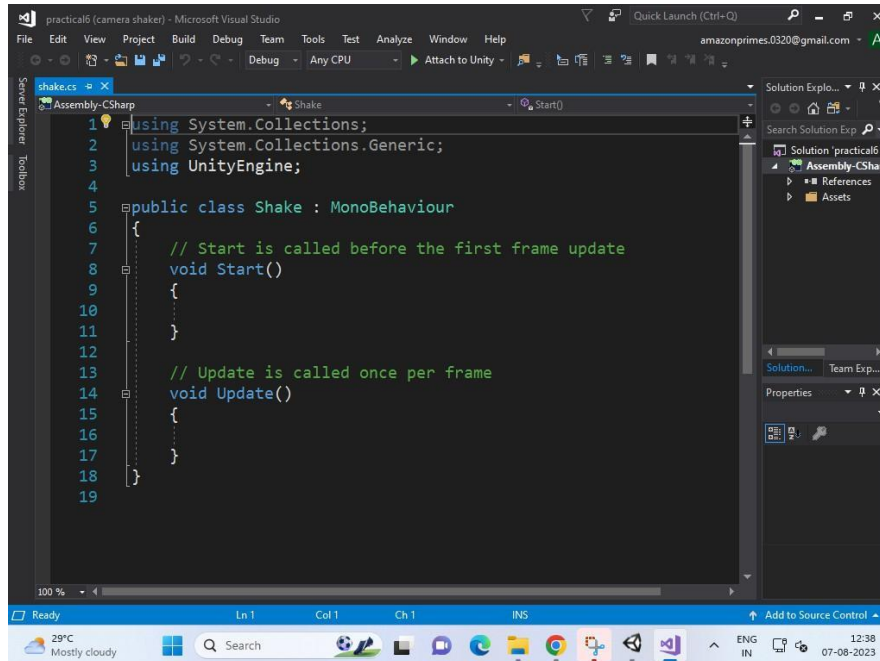 practical6 (camera shaker) - Microsoft Visual Studio
Quick Launch (Ctrl+Q)
File Edit View Project Build Debug Team Tools Test Analyze Window Help
amazonprimes.0320@gmail.com
A
Debug Any CPU Attach to Unity
Server Explorer
Toolbox
shake.cs
Assembly-CSharp Shake Start()
1 using System.Collections;
2 using System.Collections.Generic;
3 using UnityEngine;
4
5 public class Shake : MonoBehaviour
6 {
7 // Start is called before the first frame update
8 void Start()
9 {
10
11 }
12
13 // Update is called once per frame
14 void Update()
15 {
16
17 }
18 }
19
Solution Explo...
Search Solution Exp
Solution 'practical6
Assembly-CSha
References
Assets
Solution... Team Exp...
Properties
100 %
Ready Ln 1 Col 1 Ch 1 INS Add to Source Control
29°C
Mostly cloudy
Search
ENG
IN
12:38
07-08-2023